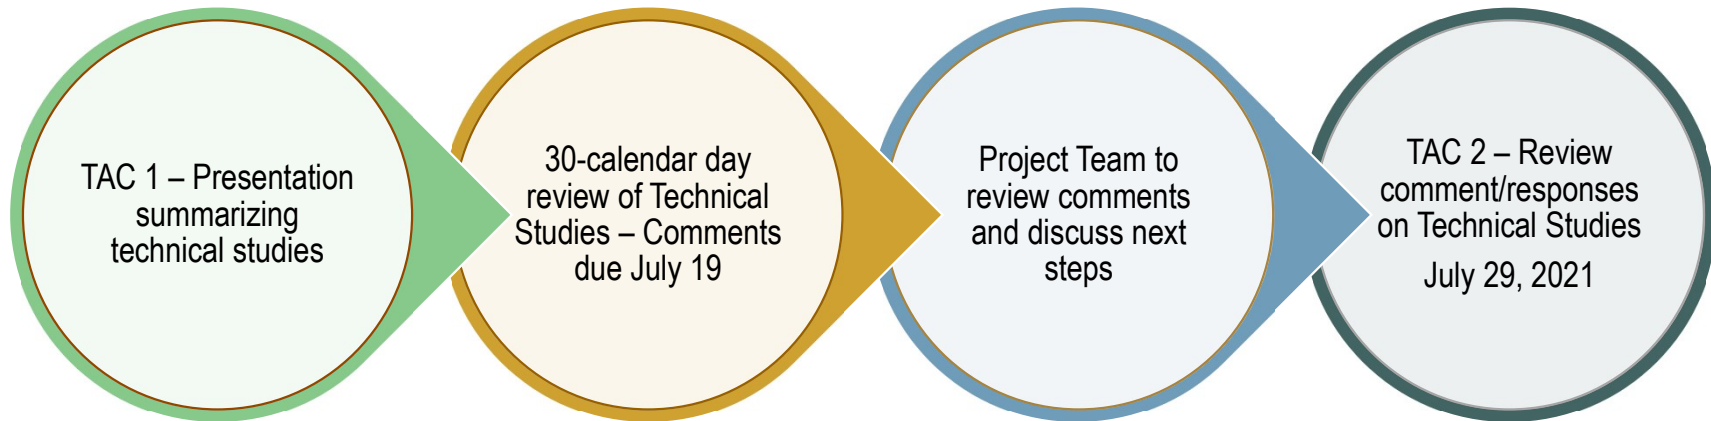 TAC 1 – Presentation
summarizing
technical studies
30-calendar day
review of Technical
Studies – Comments
due July 19
Project Team to
review comments
and discuss next
steps
TAC 2 – Review
comment/responses
on Technical Studies
July 29, 2021